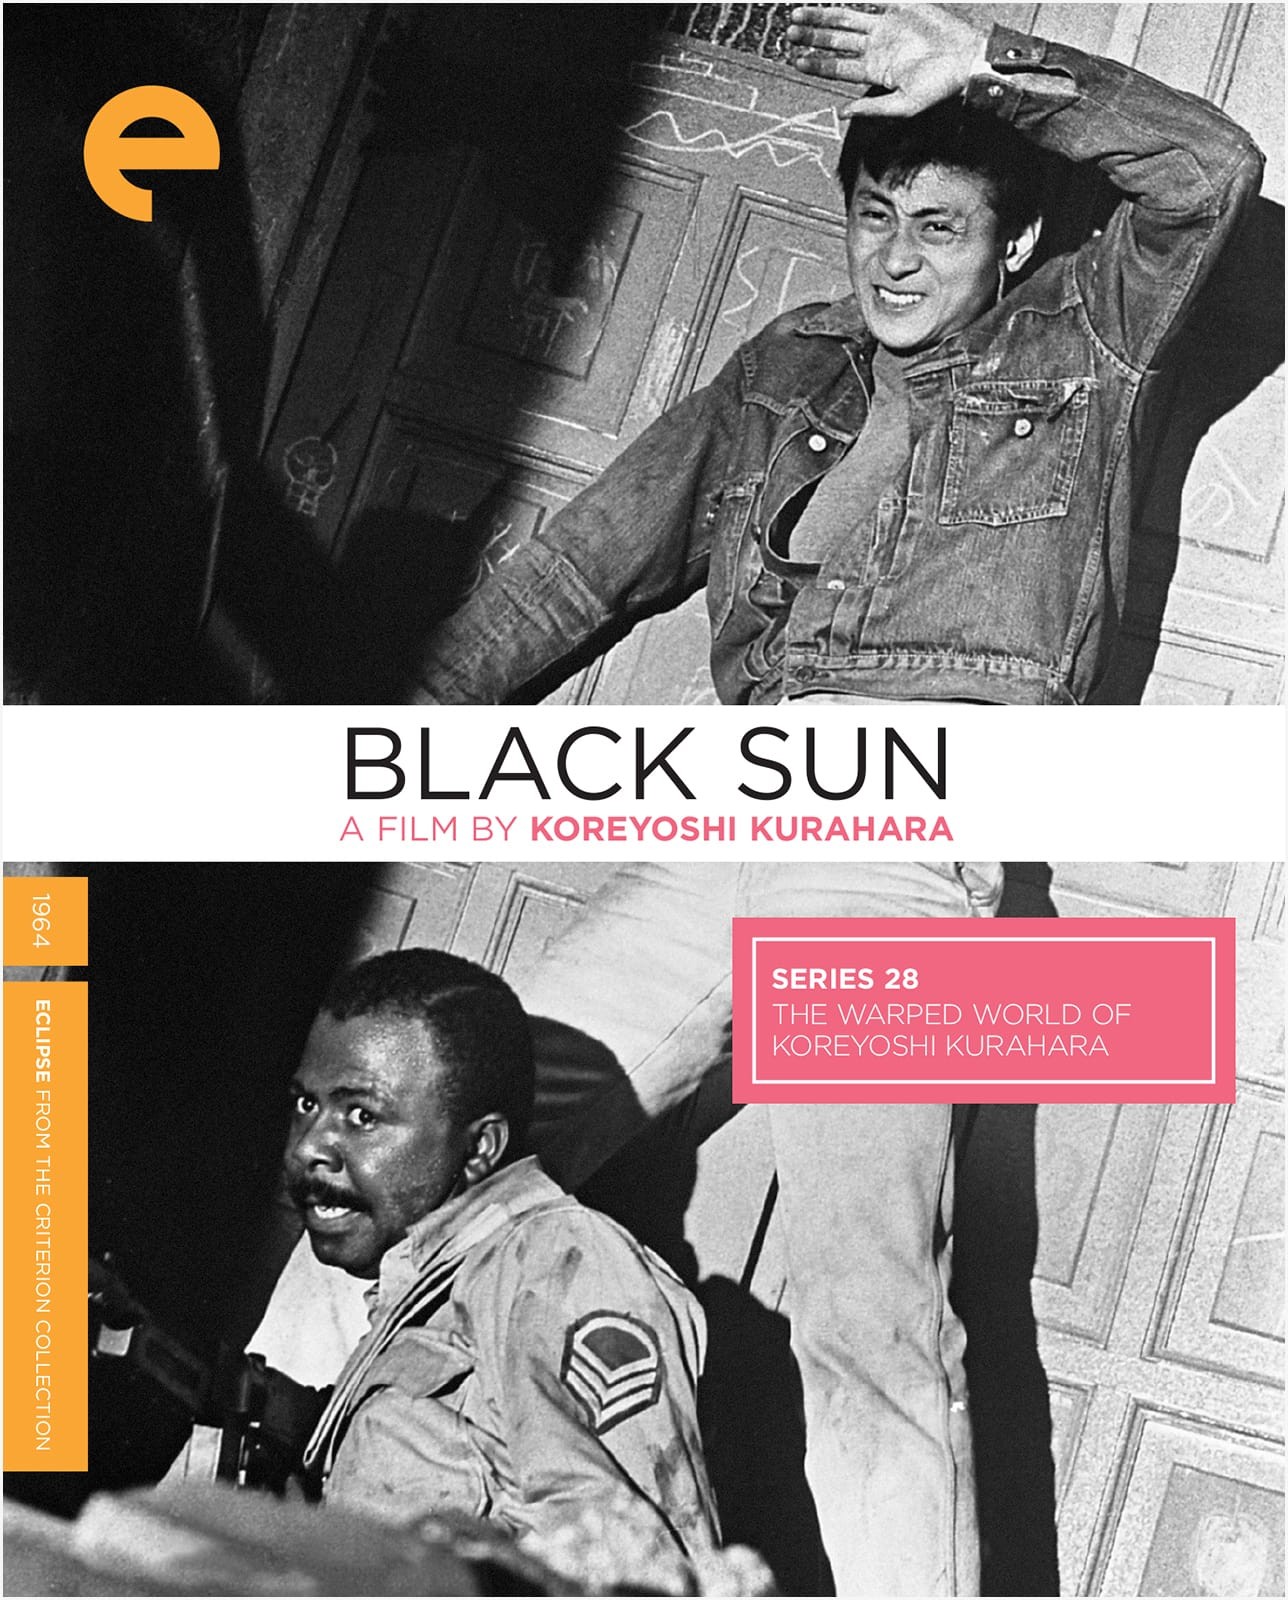 e
BLACK SUN
A FILM BY KOREYOSHI KURAHARA
1964
ECLIPSE FROM THE CRITERION COLLECTION
SERIES 28
THE WARPED WORLD OF
KOREYOSHI KURAHARA